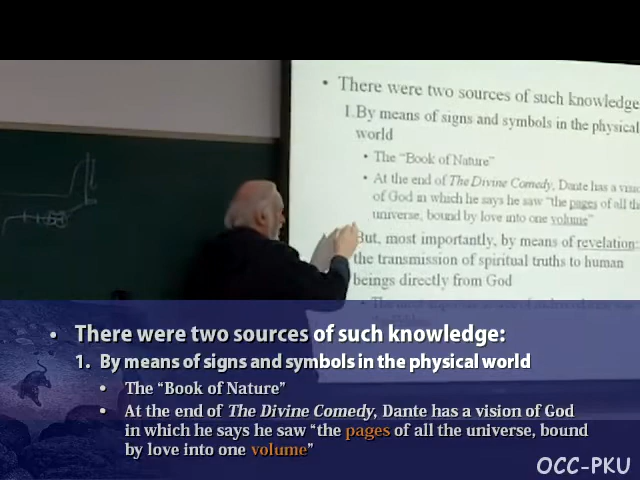 • There were two sources of such knowledge:
1. By means of signs and symbols in the physical
world
• The "Book of Nature"
• At the end of The Divine Comedy, Dante has a visio
of God in which he says he saw "the pages of all the
universe, bound by love into one volume"
But, most importantly, by means of revelation:
the transmission of spiritual truths to human
beings directly from God
• There were two sources of such knowledge:
1. By means of signs and symbols in the physical world
• The "Book of Nature"
• At the end of The Divine Comedy, Dante has a vision of God
in which he says he saw "the pages of all the universe, bound
by love into one volume"
OCC-PKU